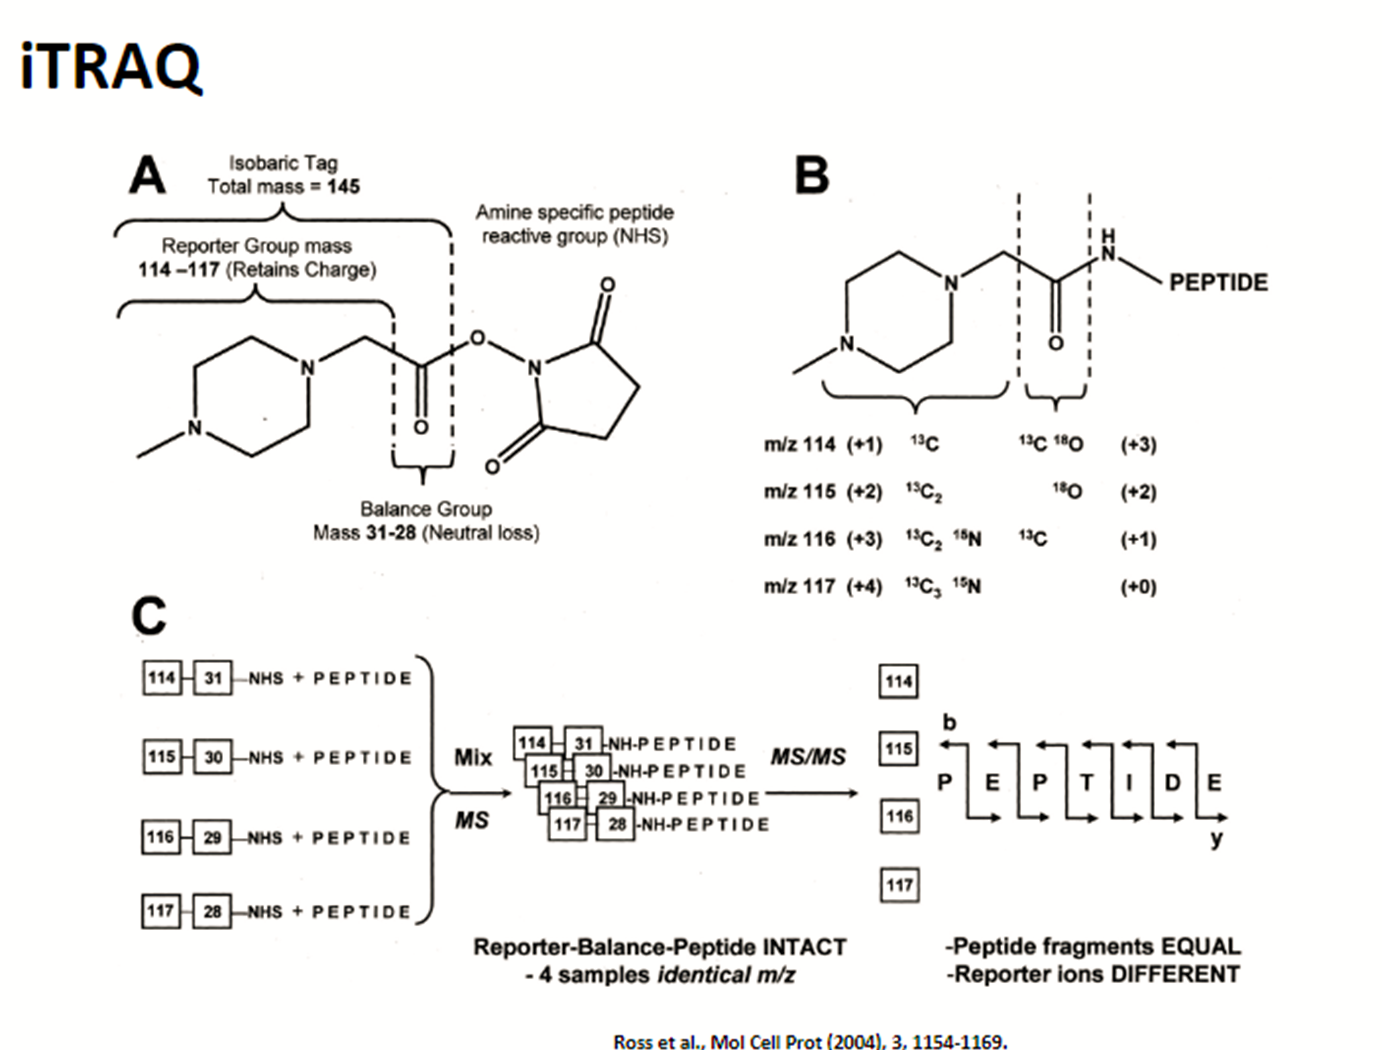 iTRAQ
A
Isobaric Tag
Total mass = 145
Reporter Group mass
114 –117 (Retains Charge)
Amine specific peptide
reactive group (NHS)
N
N
O
O
N
O
O
Balance Group
Mass 31-28 (Neutral loss)
B
N
N
O
H
N
PEPTIDE
m/z 114 (+1) ¹³C ¹³C ¹⁸O (+3)
m/z 115 (+2) ¹³C₂ ¹⁸O (+2)
m/z 116 (+3) ¹³C₂ ¹⁵N ¹³C (+1)
m/z 117 (+4) ¹³C₃ ¹⁵N (+0)
C
114 31 NHS + PEPTIDE
115 30 NHS + PEPTIDE
116 29 NHS + PEPTIDE
117 28 NHS + PEPTIDE
Mix
MS
114 31 -NH-PEPTIDE
115 30 -NH-PEPTIDE
116 29 -NH-PEPTIDE
117 28 -NH-PEPTIDE
MS/MS
114
115
116
117
b
P E P T I D E
y
Reporter-Balance-Peptide INTACT
- 4 samples identical m/z
-Peptide fragments EQUAL
-Reporter ions DIFFERENT
Ross et al., Mol Cell Prot (2004), 3, 1154-1169.